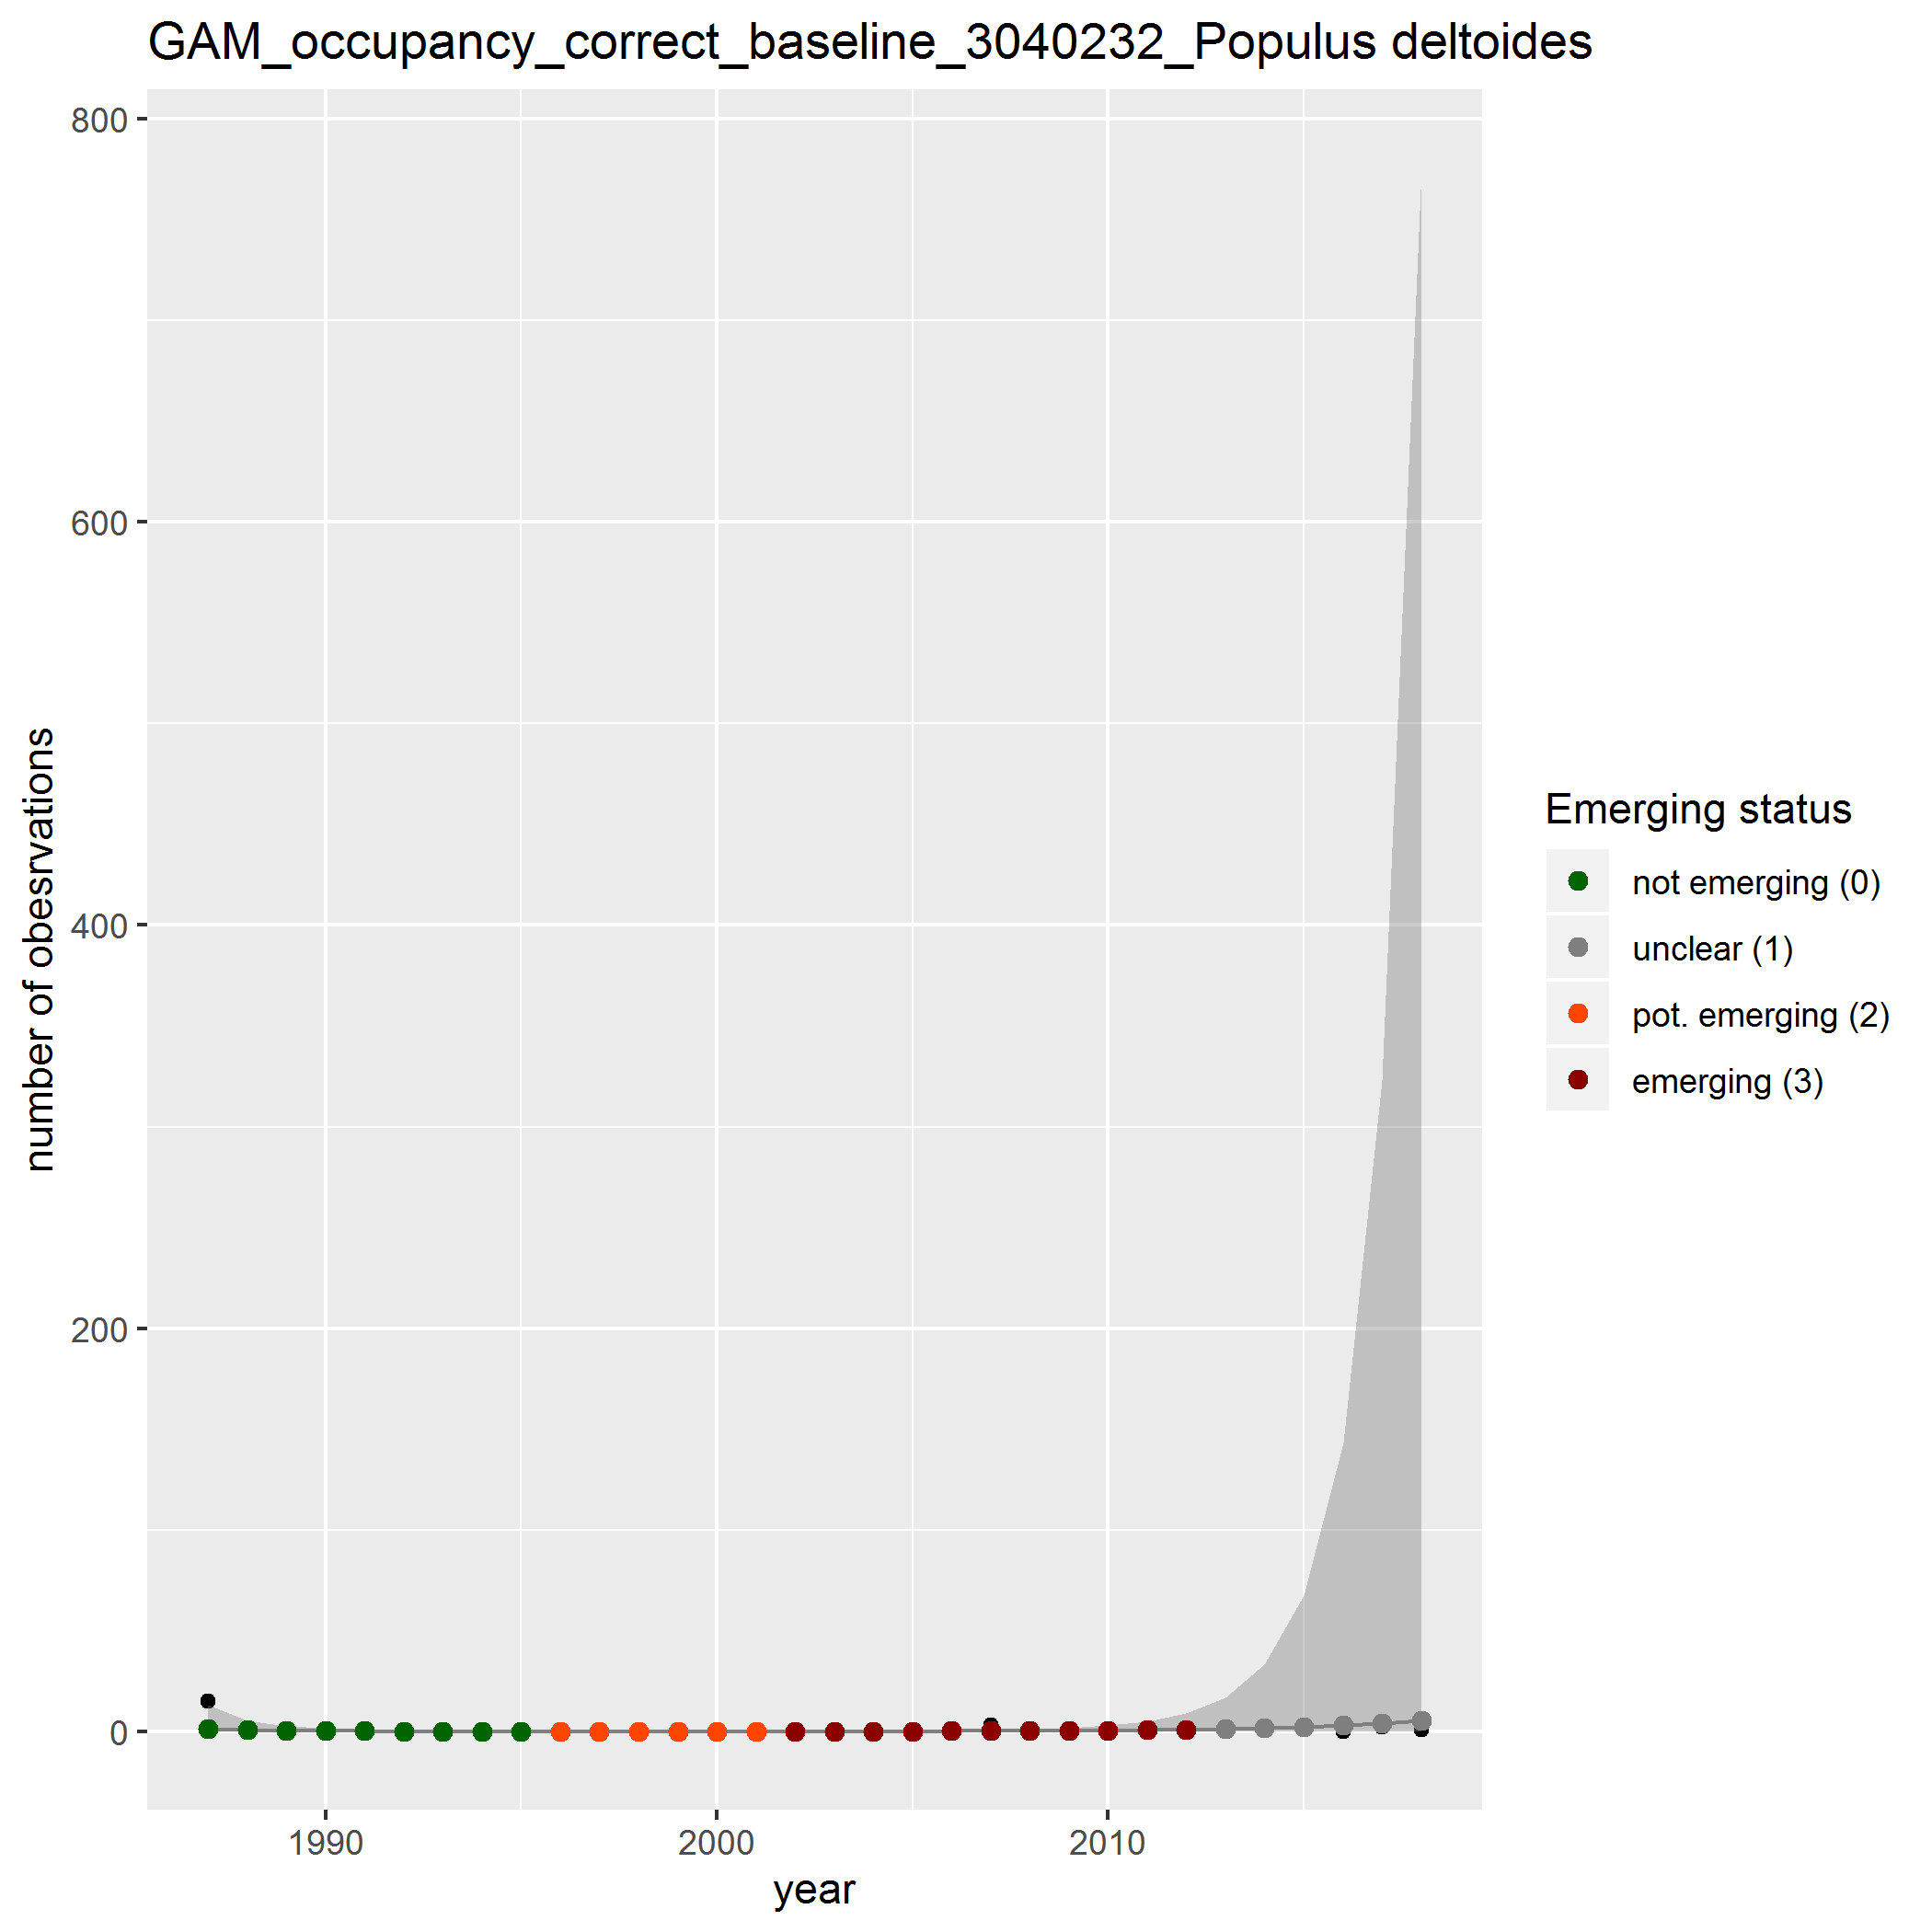 GAM_occupancy_correct_baseline_3040232_Populus deltoides
800
600
400
200
0
number of obesrvations
1990
2000
2010
year
Emerging status
not emerging (0)
unclear (1)
pot. emerging (2)
emerging (3)